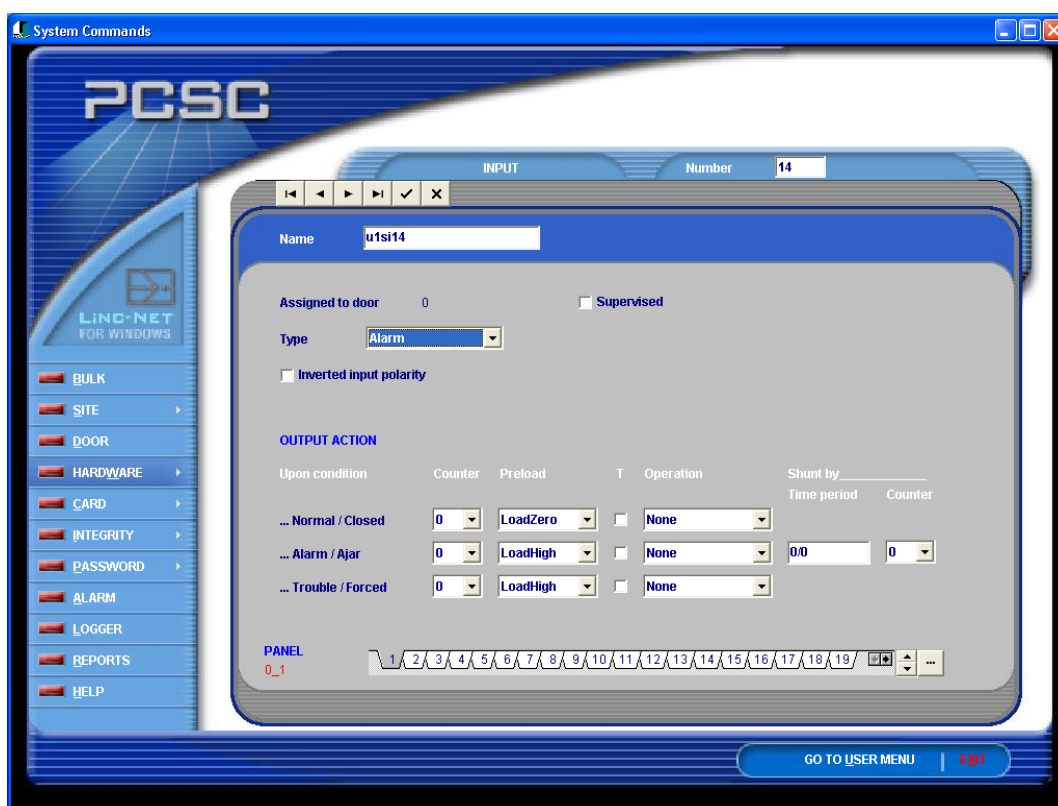 System Commands
PCSC
INPUT Number 14
Name u1si14
Assigned to door 0 Supervised
Type Alarm
Inverted input polarity
LiNC-NET
FOR WINDOWS
BULK
SITE
DOOR
HARDWARE
CARD
INTEGRITY
PASSWORD
ALARM
LOGGER
REPORTS
HELP
OUTPUT ACTION
Upon condition Counter Preload T Operation Shunt by____________
Time period Counter
... Normal / Closed 0 LoadZero None
... Alarm / Ajar 0 LoadHigh None 0/0 0
... Trouble / Forced 0 LoadHigh None
PANEL
0_1
1 2 3 4 5 6 7 8 9 10 11 12 13 14 15 16 17 18 19 ...
GO TO USER MENU | EXIT